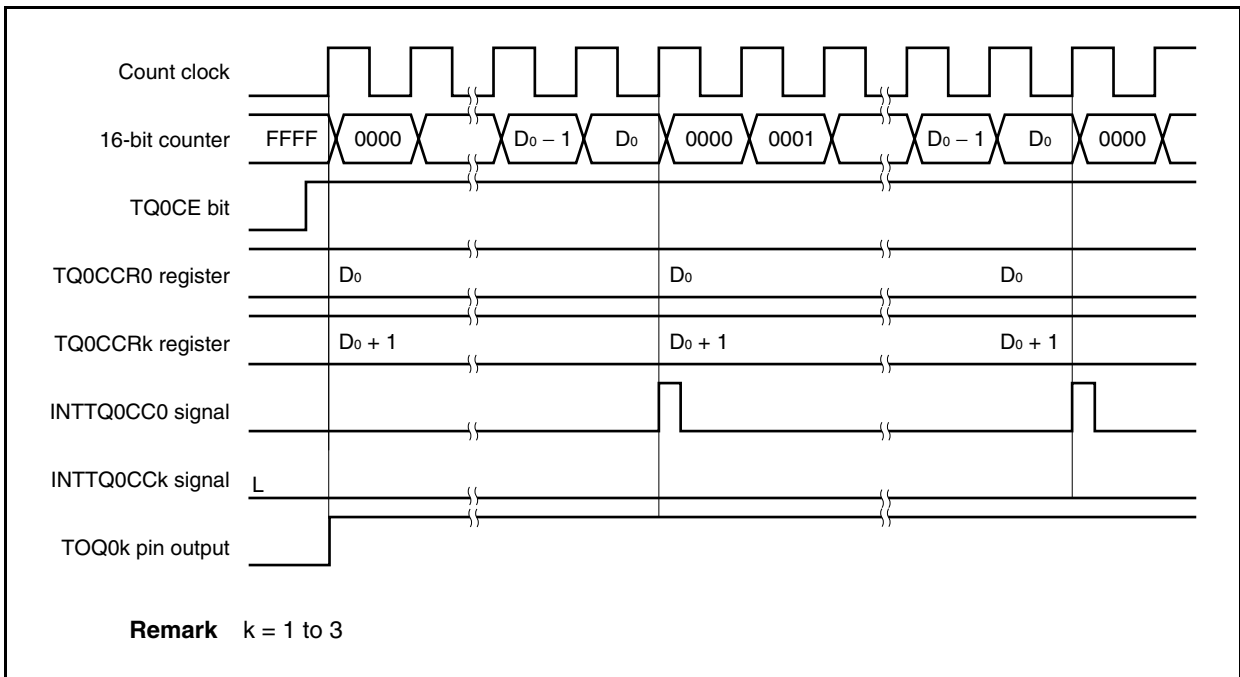 Count clock
16-bit counter FFFF 0000 D₀ − 1 D₀ 0000 0001 D₀ − 1 D₀ 0000
TQ0CE bit
TQ0CCR0 register D₀ D₀ D₀
TQ0CCRk register D₀ + 1 D₀ + 1 D₀ + 1
INTTQ0CC0 signal
INTTQ0CCk signal L
TOQ0k pin output
Remark k = 1 to 3